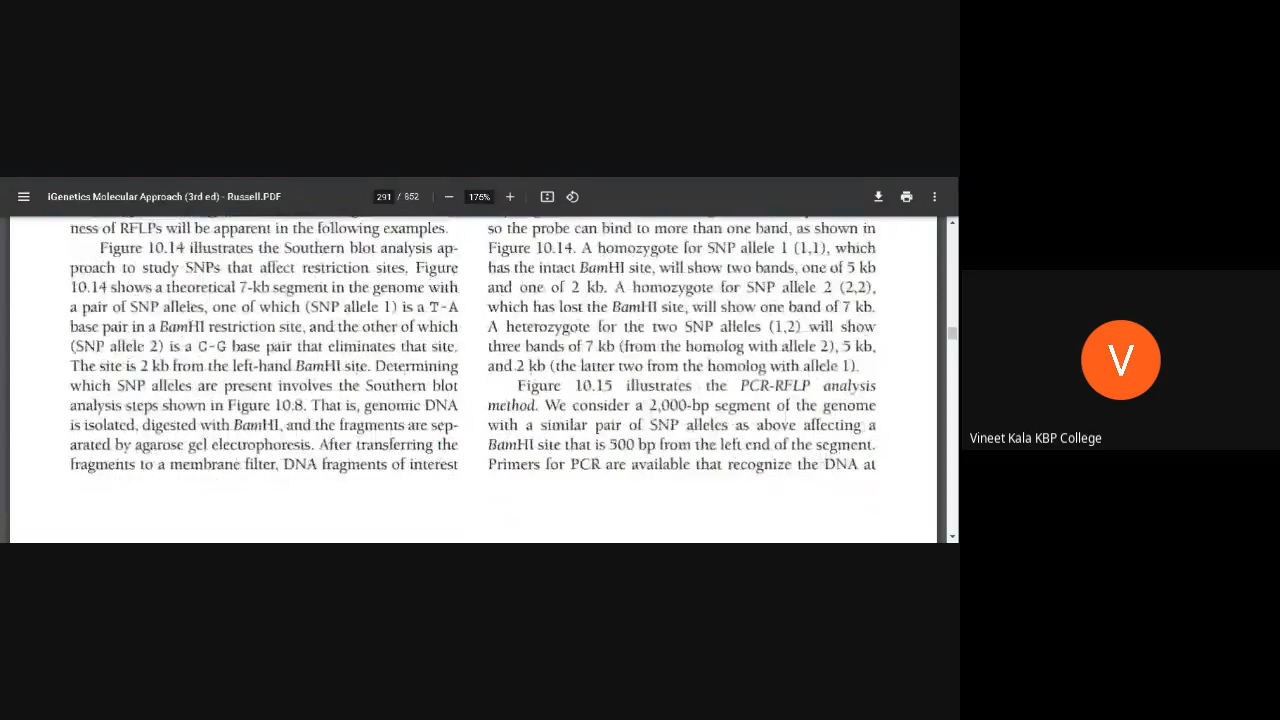 iGenetics Molecular Approach (3rd ed) - Russell.PDF
291 / 852
175%
ness of RFLPs will be apparent in the following examples.
Figure 10.14 illustrates the Southern blot analysis ap-
proach to study SNPs that affect restriction sites. Figure
10.14 shows a theoretical 7-kb segment in the genome with
a pair of SNP alleles, one of which (SNP allele 1) is a T–A
base pair in a BamHI restriction site, and the other of which
(SNP allele 2) is a C–G base pair that eliminates that site.
The site is 2 kb from the left-hand BamHI site. Determining
which SNP alleles are present involves the Southern blot
analysis steps shown in Figure 10.8. That is, genomic DNA
is isolated, digested with BamHI, and the fragments are sep-
arated by agarose gel electrophoresis. After transferring the
fragments to a membrane filter, DNA fragments of interest
so the probe can bind to more than one band, as shown in
Figure 10.14. A homozygote for SNP allele 1 (1,1), which
has the intact BamHI site, will show two bands, one of 5 kb
and one of 2 kb. A homozygote for SNP allele 2 (2,2),
which has lost the BamHI site, will show one band of 7 kb.
A heterozygote for the two SNP alleles (1,2) will show
three bands of 7 kb (from the homolog with allele 2), 5 kb,
and 2 kb (the latter two from the homolog with allele 1).
Figure 10.15 illustrates the PCR-RFLP analysis
method. We consider a 2,000-bp segment of the genome
with a similar pair of SNP alleles as above affecting a
BamHI site that is 500 bp from the left end of the segment.
Primers for PCR are available that recognize the DNA at
V
Vineet Kala KBP College